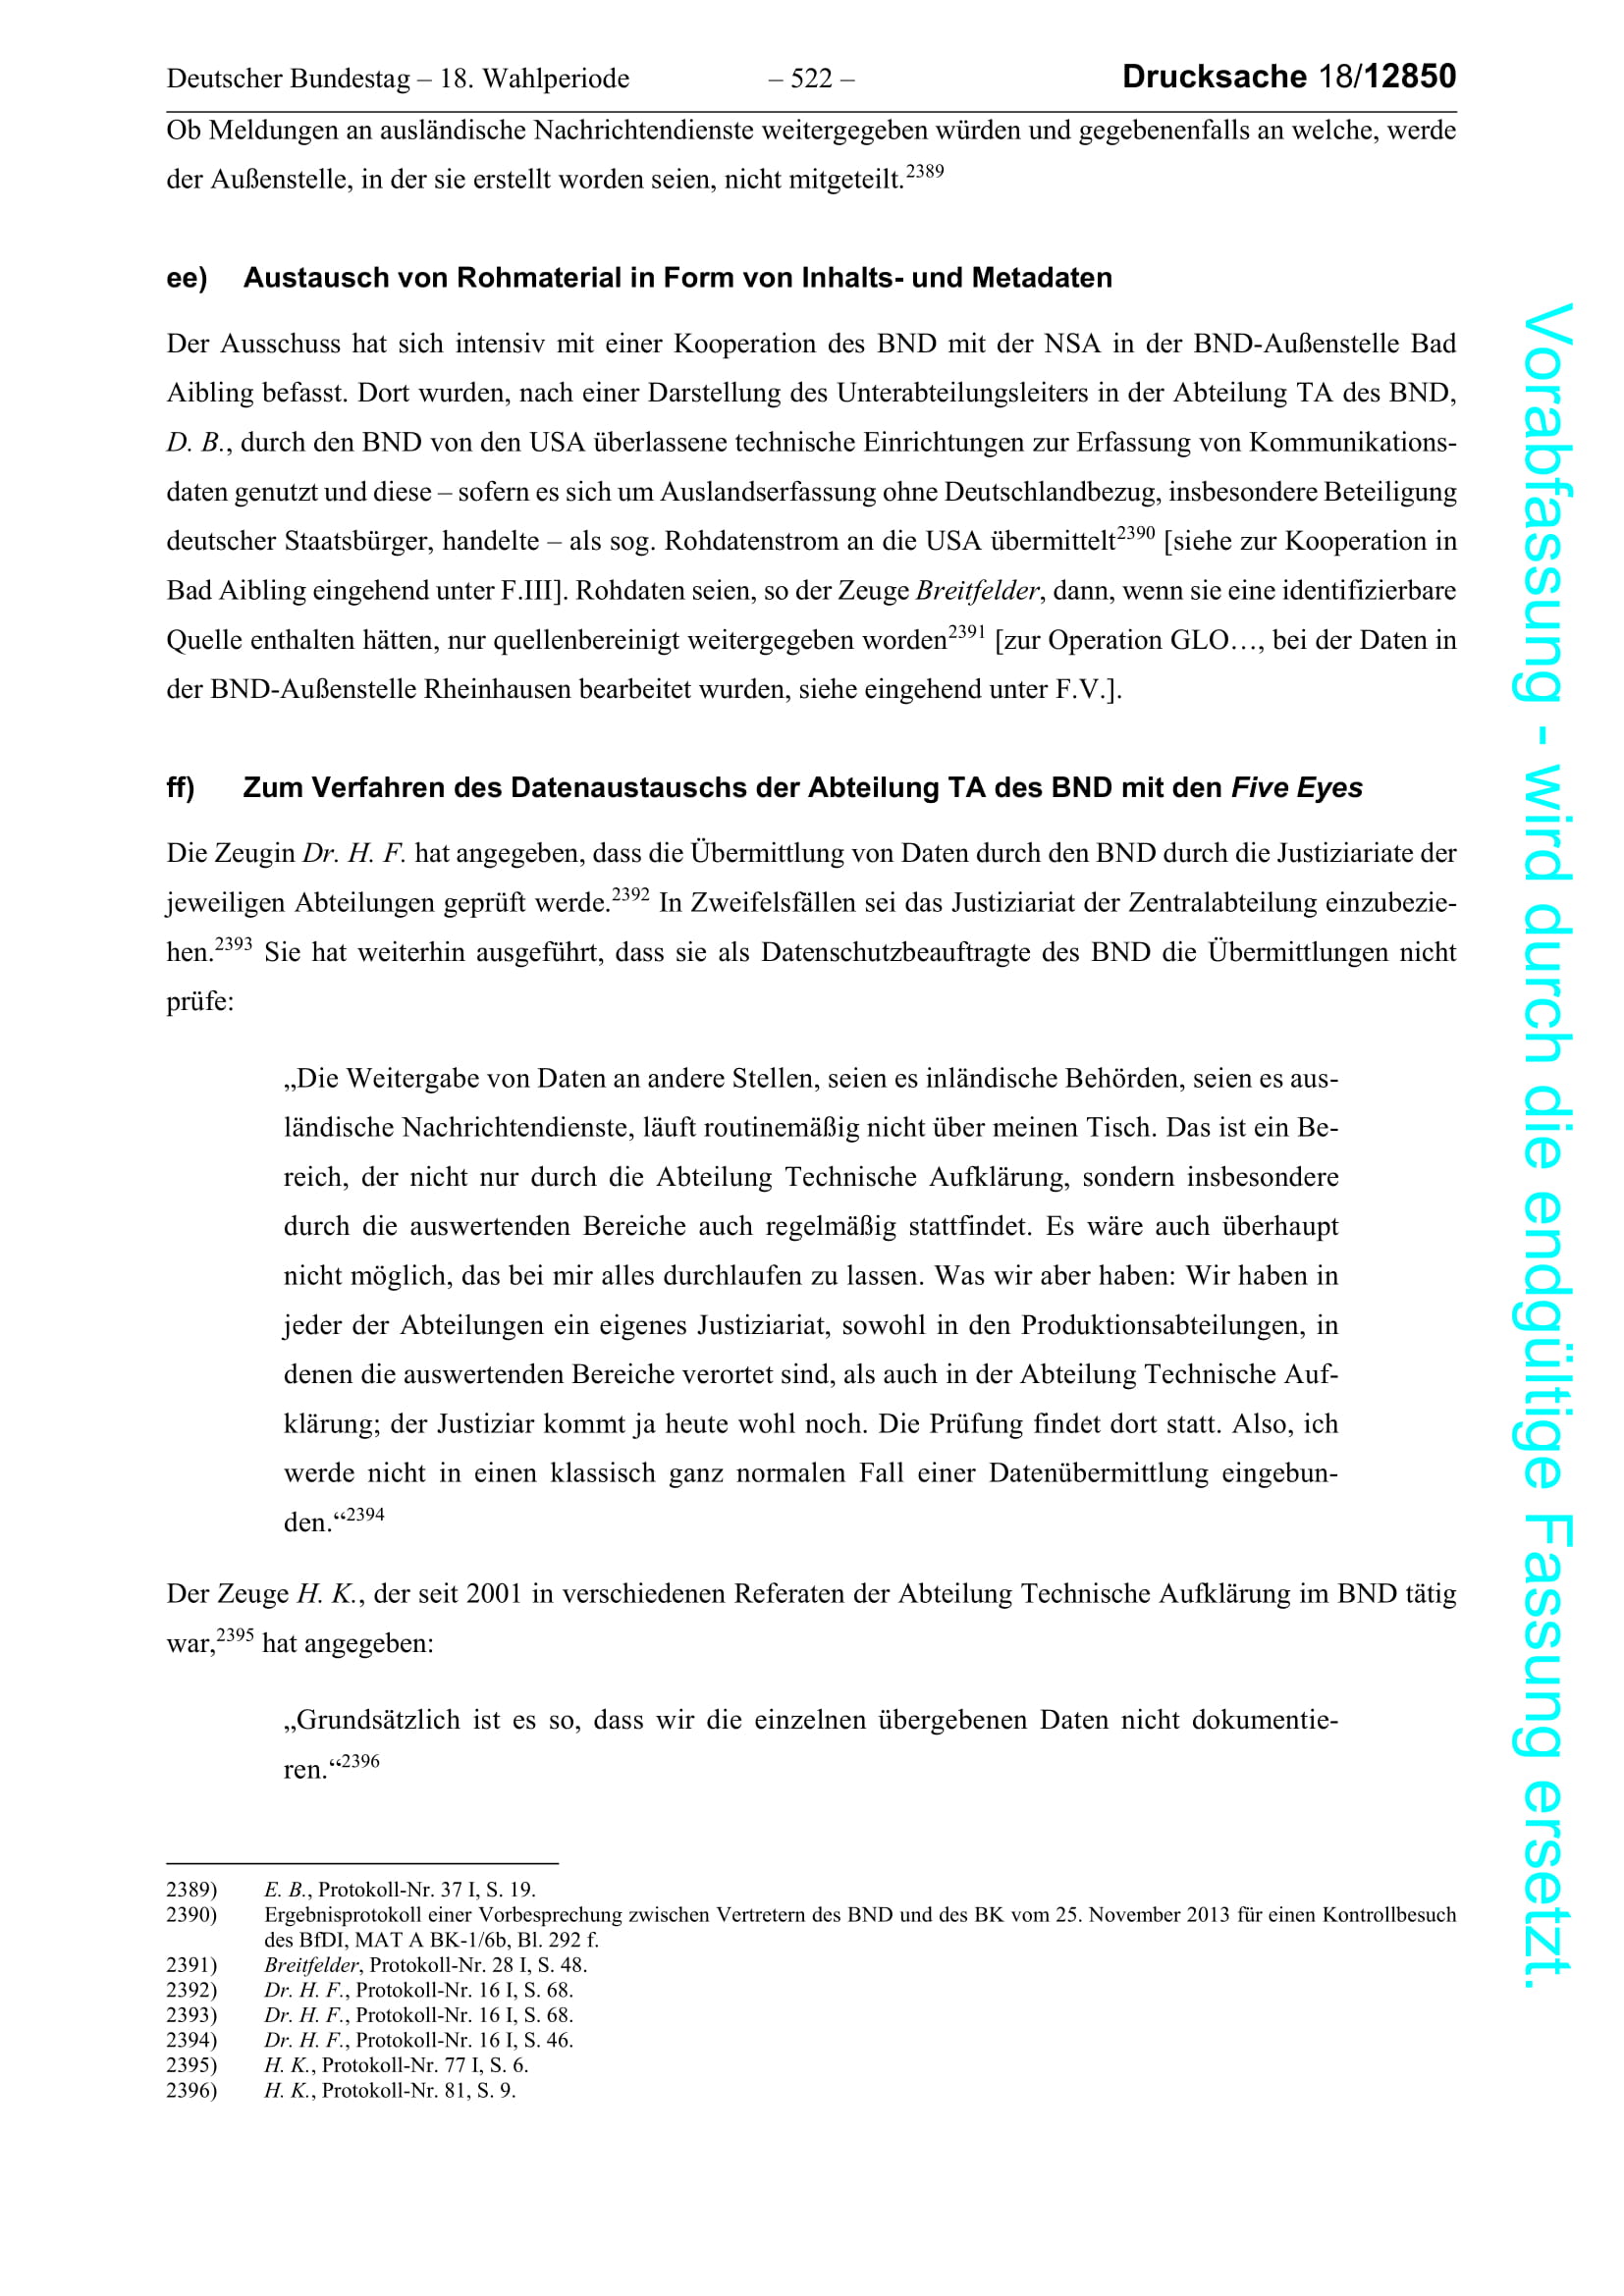 Deutscher Bundestag – 18. Wahlperiode – 522 – Drucksache 18/12850
Ob Meldungen an ausländische Nachrichtendienste weitergegeben würden und gegebenenfalls an welche, werde
der Außenstelle, in der sie erstellt worden seien, nicht mitgeteilt.2389
ee) Austausch von Rohmaterial in Form von Inhalts- und Metadaten
Der Ausschuss hat sich intensiv mit einer Kooperation des BND mit der NSA in der BND-Außenstelle Bad
Aibling befasst. Dort wurden, nach einer Darstellung des Unterabteilungsleiters in der Abteilung TA des BND,
D. B., durch den BND von den USA überlassene technische Einrichtungen zur Erfassung von Kommunikations-
daten genutzt und diese – sofern es sich um Auslandserfassung ohne Deutschlandbezug, insbesondere Beteiligung
deutscher Staatsbürger, handelte – als sog. Rohdatenstrom an die USA übermittelt2390 [siehe zur Kooperation in
Bad Aibling eingehend unter F.III]. Rohdaten seien, so der Zeuge Breitfelder, dann, wenn sie eine identifizierbare
Quelle enthalten hätten, nur quellenbereinigt weitergegeben worden2391 [zur Operation GLO…, bei der Daten in
der BND-Außenstelle Rheinhausen bearbeitet wurden, siehe eingehend unter F.V.].
ff) Zum Verfahren des Datenaustauschs der Abteilung TA des BND mit den Five Eyes
Die Zeugin Dr. H. F. hat angegeben, dass die Übermittlung von Daten durch den BND durch die Justiziariate der
jeweiligen Abteilungen geprüft werde.2392 In Zweifelsfällen sei das Justiziariat der Zentralabteilung einzubezie-
hen.2393 Sie hat weiterhin ausgeführt, dass sie als Datenschutzbeauftragte des BND die Übermittlungen nicht
prüfe:
„Die Weitergabe von Daten an andere Stellen, seien es inländische Behörden, seien es aus-
ländische Nachrichtendienste, läuft routinemäßig nicht über meinen Tisch. Das ist ein Be-
reich, der nicht nur durch die Abteilung Technische Aufklärung, sondern insbesondere
durch die auswertenden Bereiche auch regelmäßig stattfindet. Es wäre auch überhaupt
nicht möglich, das bei mir alles durchlaufen zu lassen. Was wir aber haben: Wir haben in
jeder der Abteilungen ein eigenes Justiziariat, sowohl in den Produktionsabteilungen, in
denen die auswertenden Bereiche verortet sind, als auch in der Abteilung Technische Auf-
klärung; der Justiziar kommt ja heute wohl noch. Die Prüfung findet dort statt. Also, ich
werde nicht in einen klassisch ganz normalen Fall einer Datenübermittlung eingebun-
den.“2394
Der Zeuge H. K., der seit 2001 in verschiedenen Referaten der Abteilung Technische Aufklärung im BND tätig
war,2395 hat angegeben:
„Grundsätzlich ist es so, dass wir die einzelnen übergebenen Daten nicht dokumentie-
ren.“2396
2389) E. B., Protokoll-Nr. 37 I, S. 19.
2390) Ergebnisprotokoll einer Vorbesprechung zwischen Vertretern des BND und des BK vom 25. November 2013 für einen Kontrollbesuch
des BfDI, MAT A BK-1/6b, Bl. 292 f.
2391) Breitfelder, Protokoll-Nr. 28 I, S. 48.
2392) Dr. H. F., Protokoll-Nr. 16 I, S. 68.
2393) Dr. H. F., Protokoll-Nr. 16 I, S. 68.
2394) Dr. H. F., Protokoll-Nr. 16 I, S. 46.
2395) H. K., Protokoll-Nr. 77 I, S. 6.
2396) H. K., Protokoll-Nr. 81, S. 9.
Vorabfassung - wird durch die endgültige Fassung ersetzt.